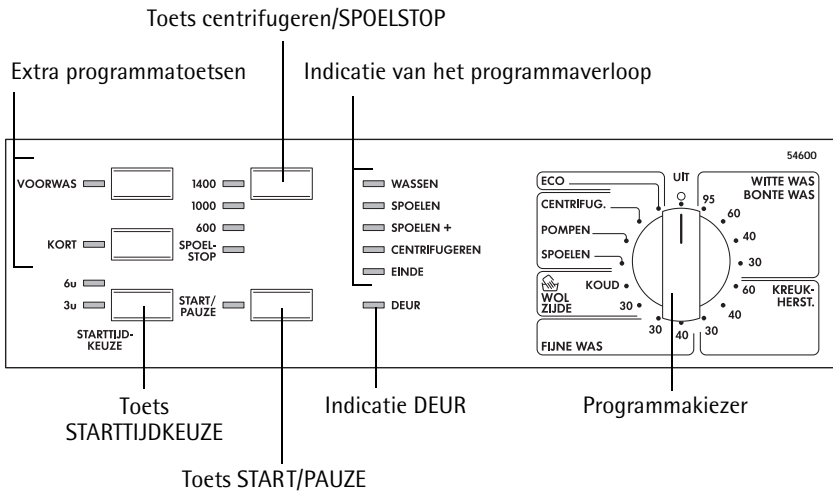 Toets centrifugeren/SPOELSTOP
Extra programmatoetsen
Indicatie van het programmaverloop
54600
VOORWAS
1400
1000
600
SPOEL-
STOP
KORT
6u
3u
STARTTIJD-
KEUZE
START/
PAUZE
WASSEN
SPOELEN
SPOELEN +
CENTRIFUGEREN
EINDE
DEUR
ECO
CENTRIFUG.
POMPEN
SPOELEN
KOUD
WOL
ZIJDE
30
FIJNE WAS
30
40
UIT
WITTE WAS
BONTE WAS
95
60
40
30
KREUK-
HERST.
60
40
30
Toets
STARTTIJDKEUZE
Indicatie DEUR
Programmakiezer
Toets START/PAUZE